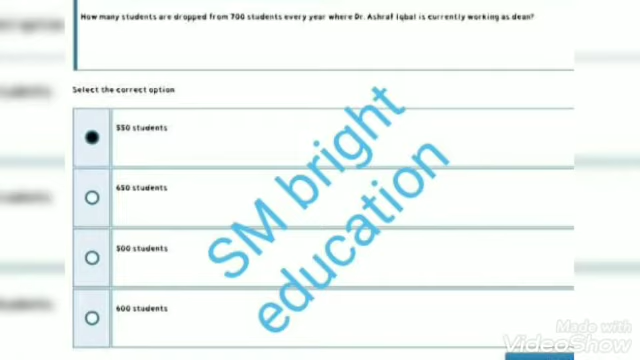 How many students are dropped from 700 students every year where Dr. Ashraf Iqbal is currently working as dean?
Select the correct option
550 students
650 students
500 students
600 students
SM bright
education
Made with
VideoShow